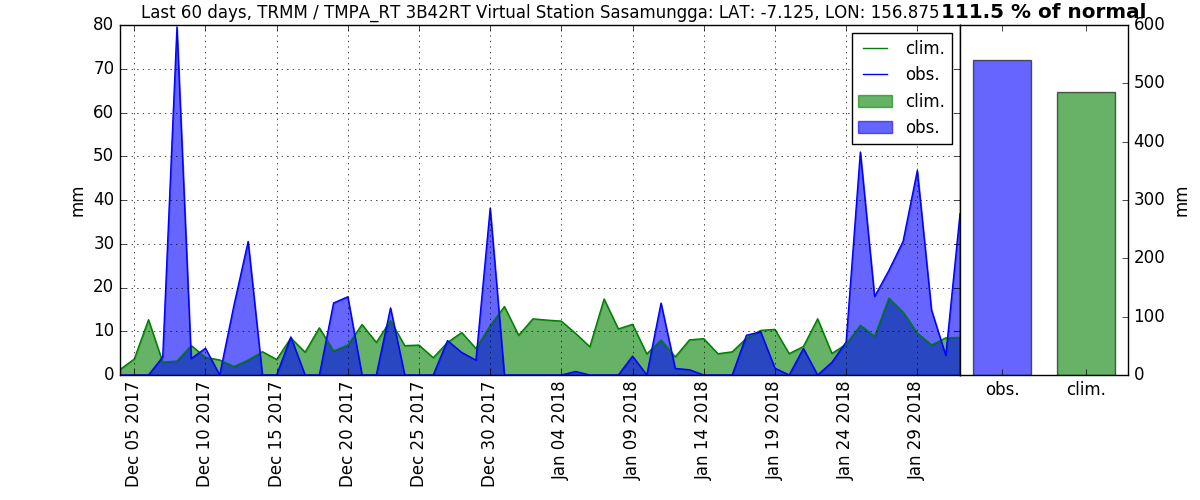 Last 60 days, TRMM / TMPA_RT 3B42RT Virtual Station Sasamungga: LAT: -7.125, LON: 156.875 111.5 % of normal
80
70
60
50
40
30
20
10
0
mm
clim.
obs.
clim.
obs.
600
500
400
300
200
100
0
mm
Dec 05 2017
Dec 10 2017
Dec 15 2017
Dec 20 2017
Dec 25 2017
Dec 30 2017
Jan 04 2018
Jan 09 2018
Jan 14 2018
Jan 19 2018
Jan 24 2018
Jan 29 2018
obs.
clim.